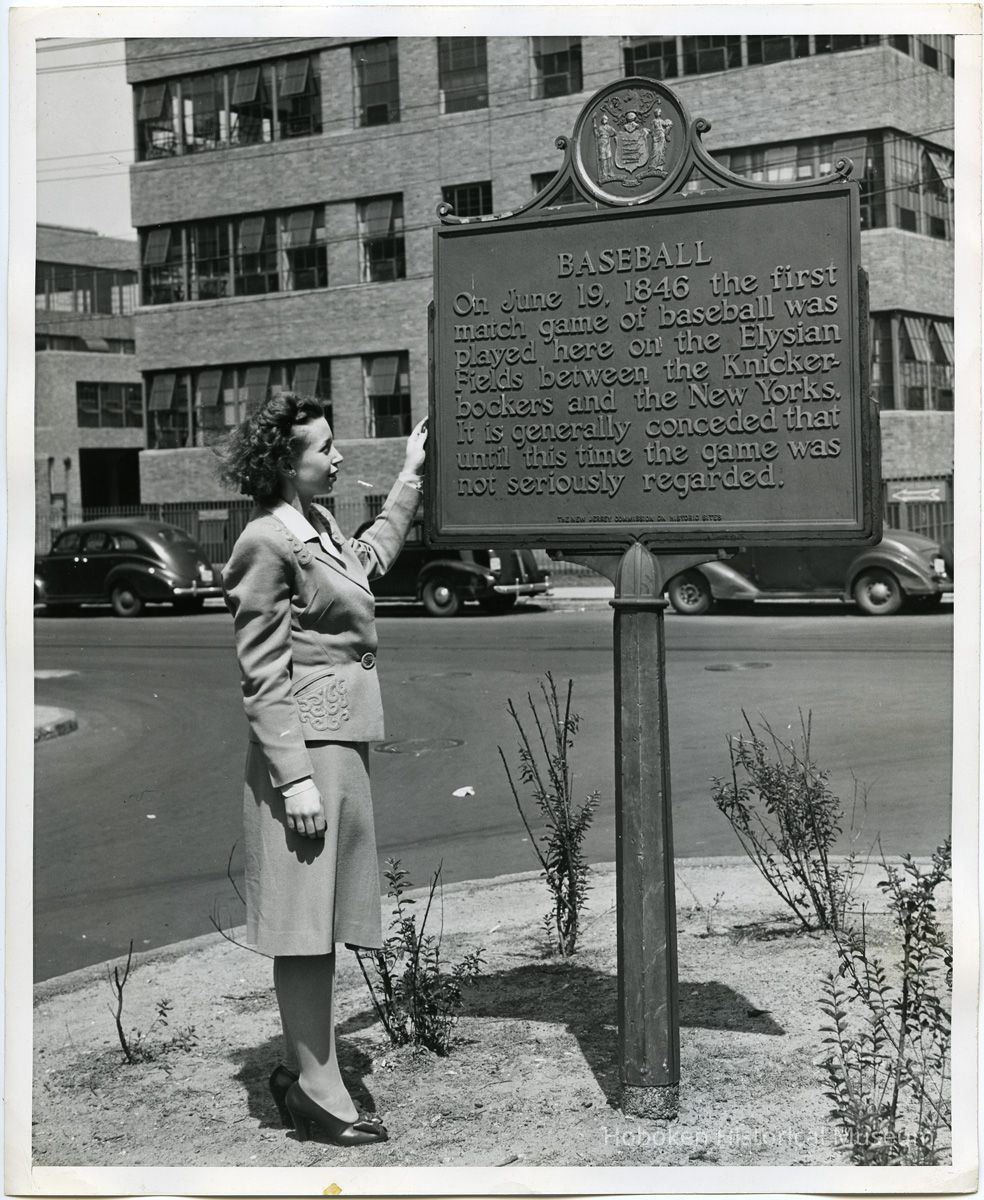 BASEBALL
On June 19, 1846 the first
match game of baseball was
played here on the Elysian
Fields between the Knicker-
bockers and the New Yorks.
It is generally conceded that
until this time the game was
not seriously regarded.
THE NEW JERSEY COMMISSION ON HISTORIC SITES
Hoboken Historical Museum